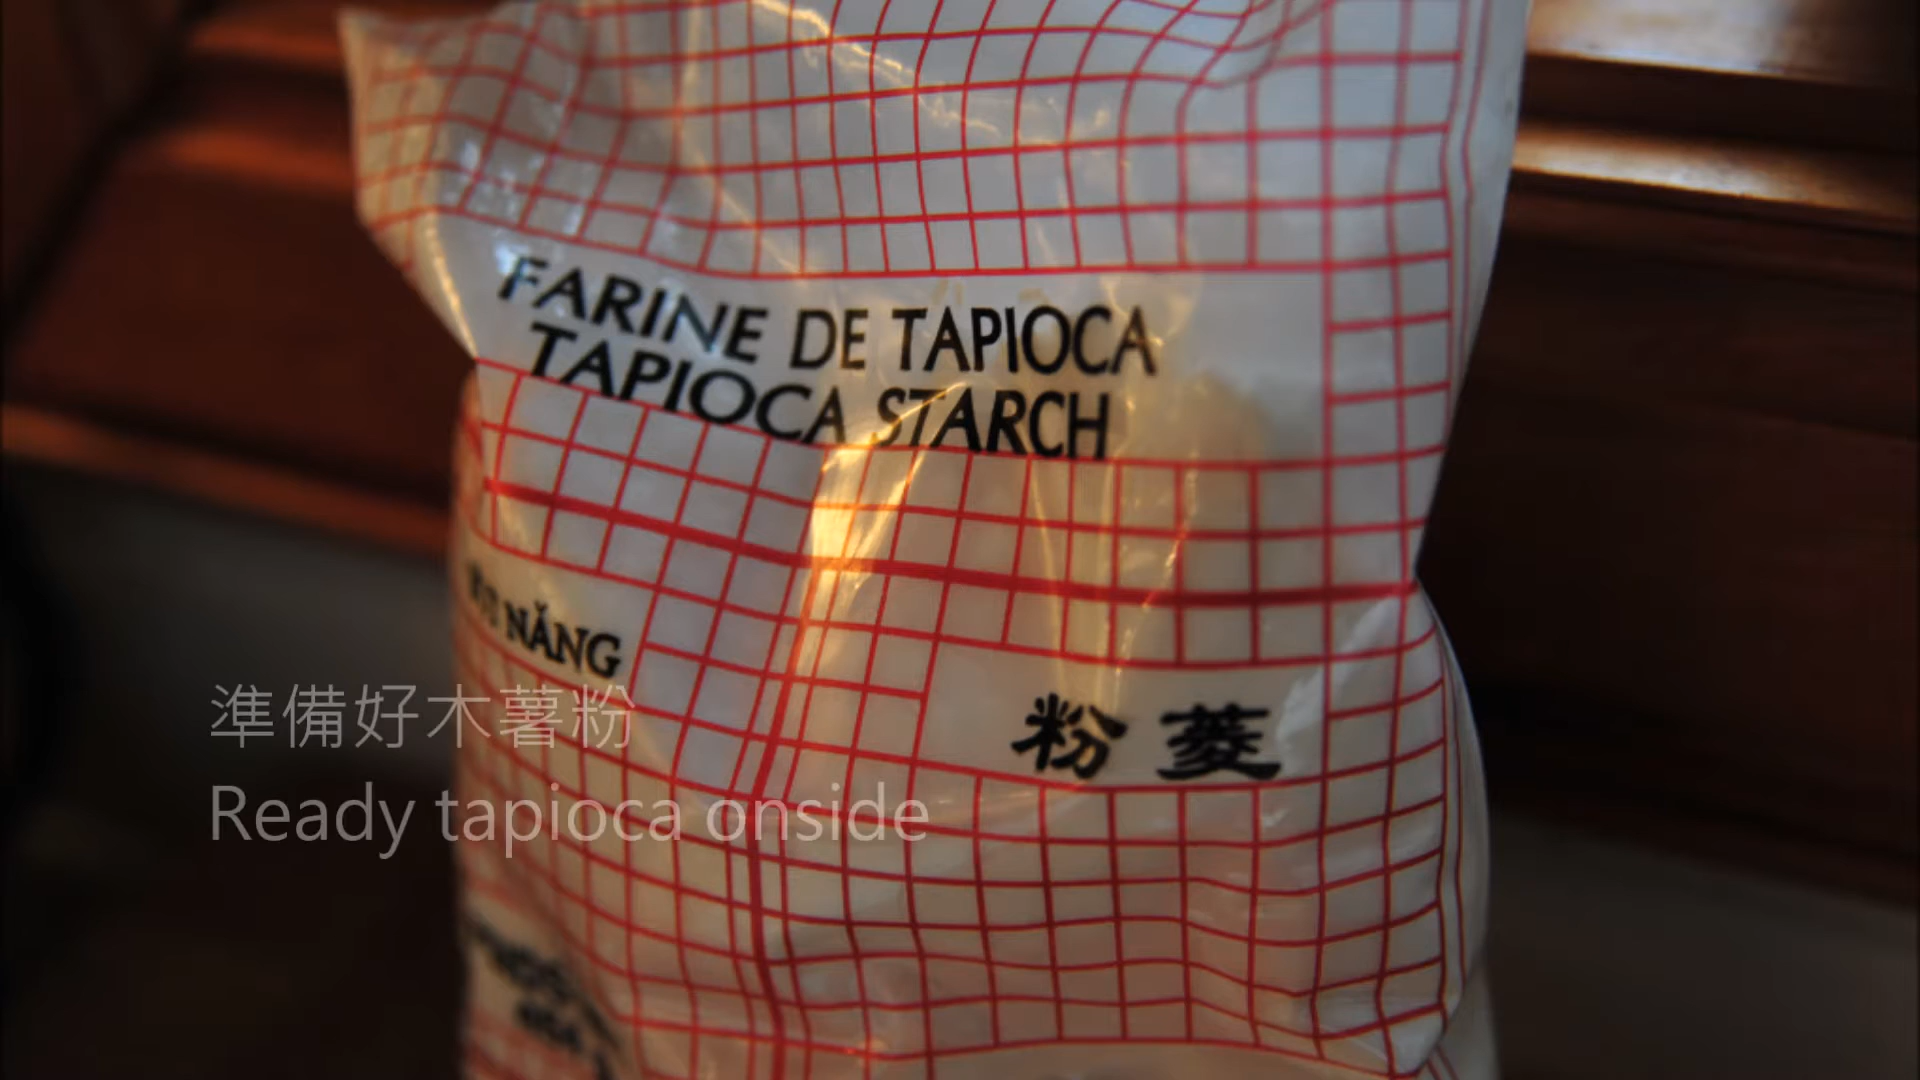 FARINE DE TAPIOCA
TAPIOCA STARCH
NĂNG
粉菱
準備好木薯粉
Ready tapioca onside